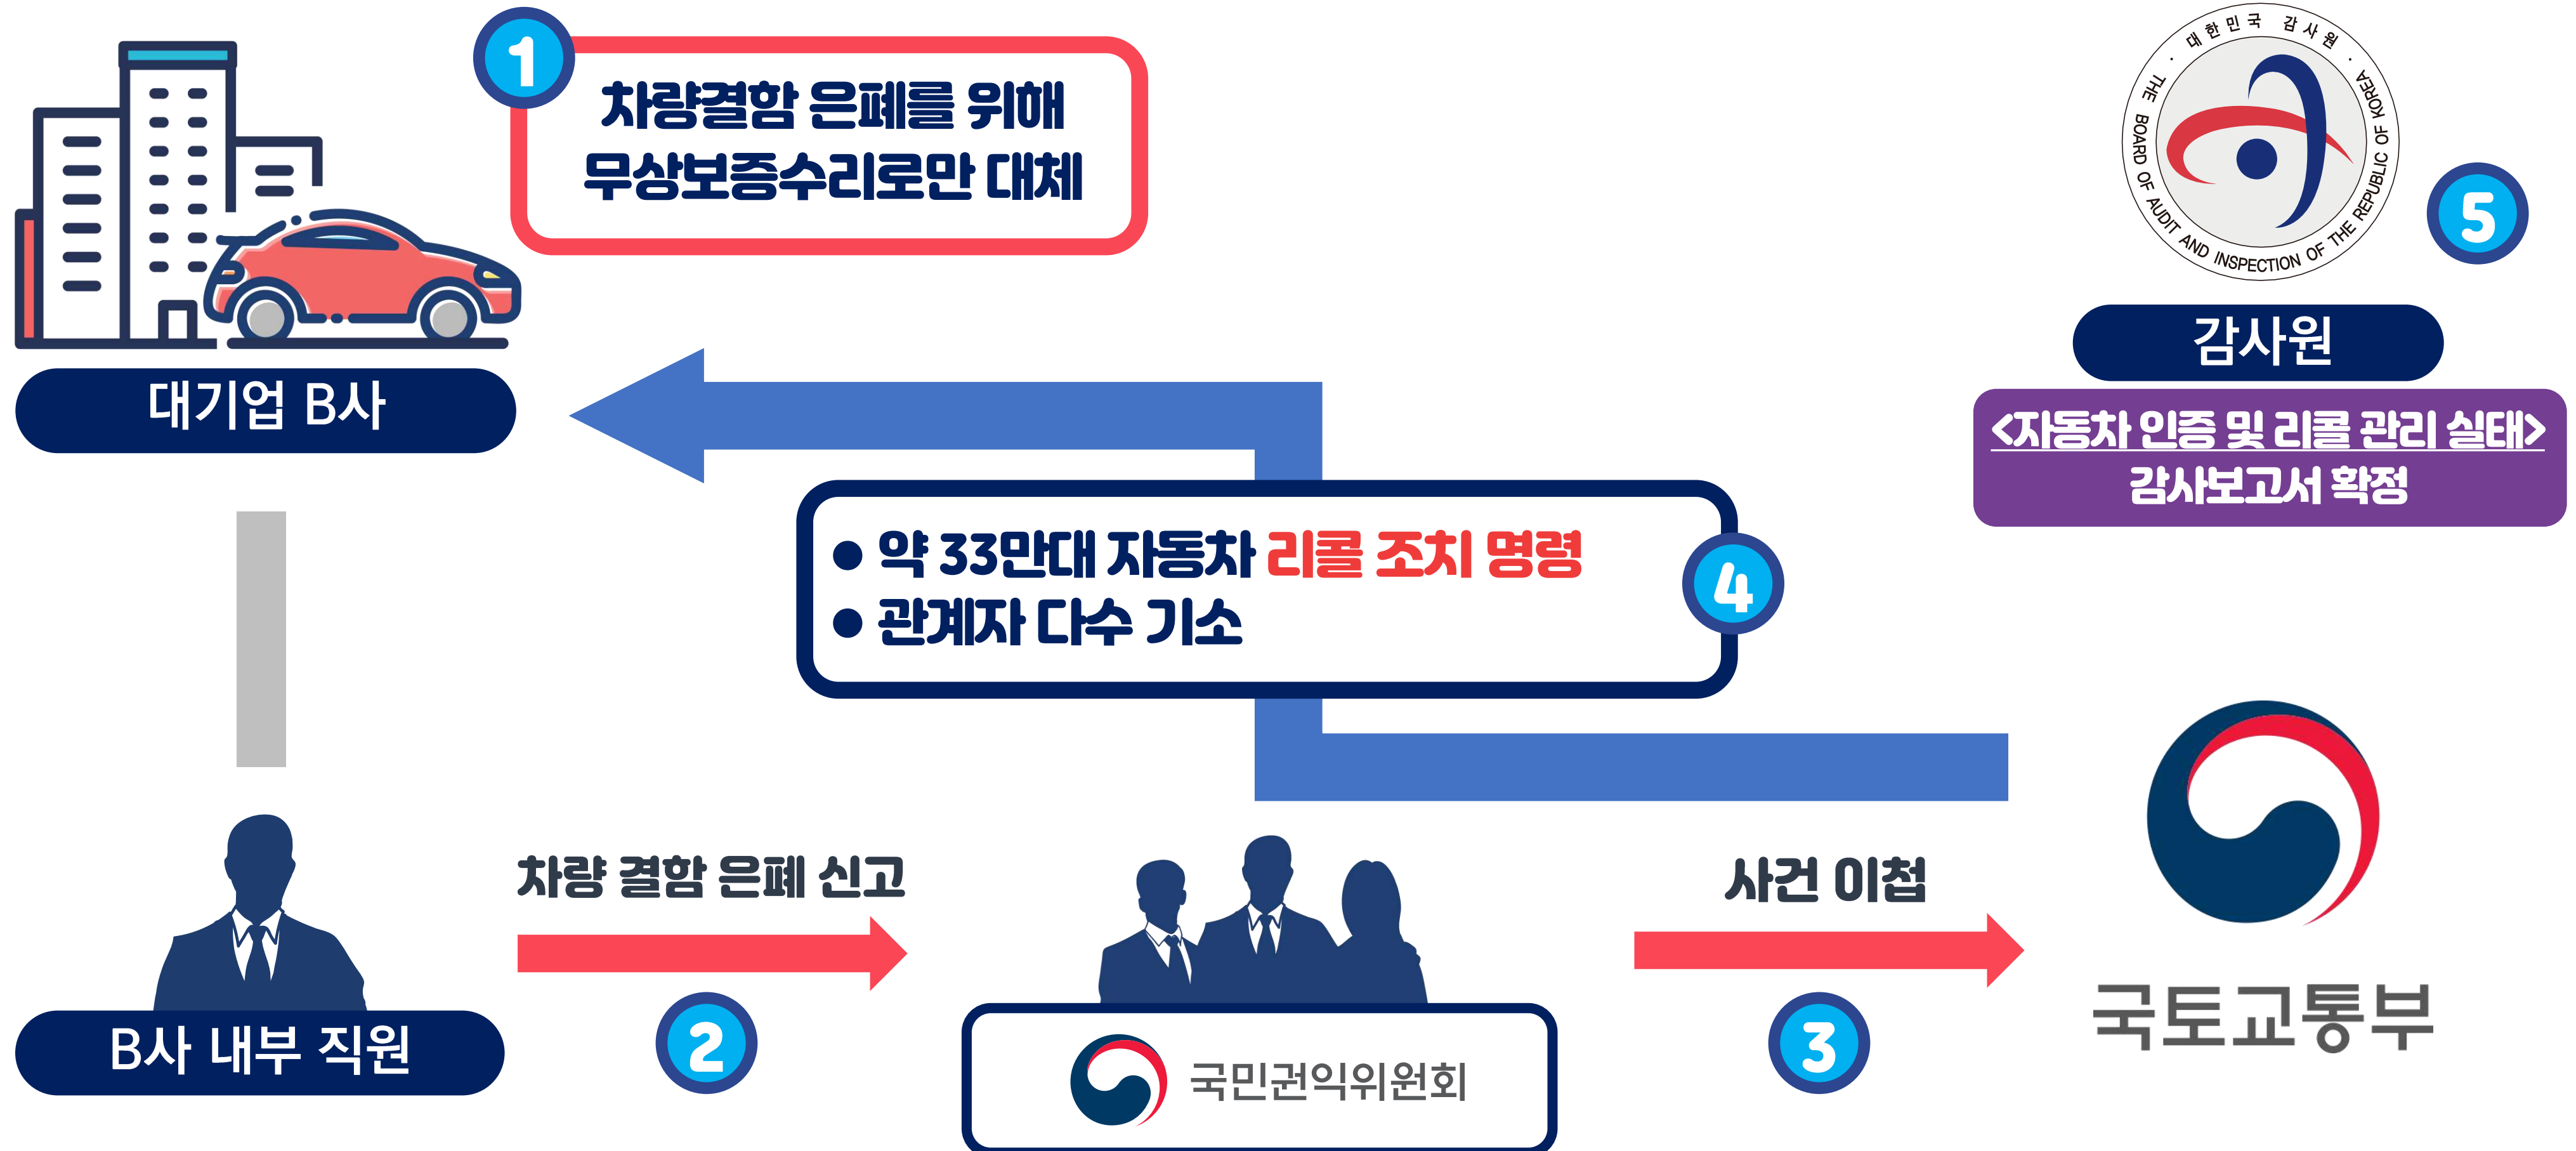 1
차량결함 은폐를 위해
무상보증수리로만 대체
대기업 B사
· 대한민국 감사원 ·
THE BOARD OF AUDIT AND INSPECTION OF THE REPUBLIC OF KOREA
5
감사원
<자동차 인증 및 리콜 관리 실태>
감사보고서 확정
● 약 33만대 자동차 리콜 조치 명령
● 관계자 다수 기소
4
B사 내부 직원
차량 결함 은폐 신고
2
국민권익위원회
사건 이첩
3
국토교통부